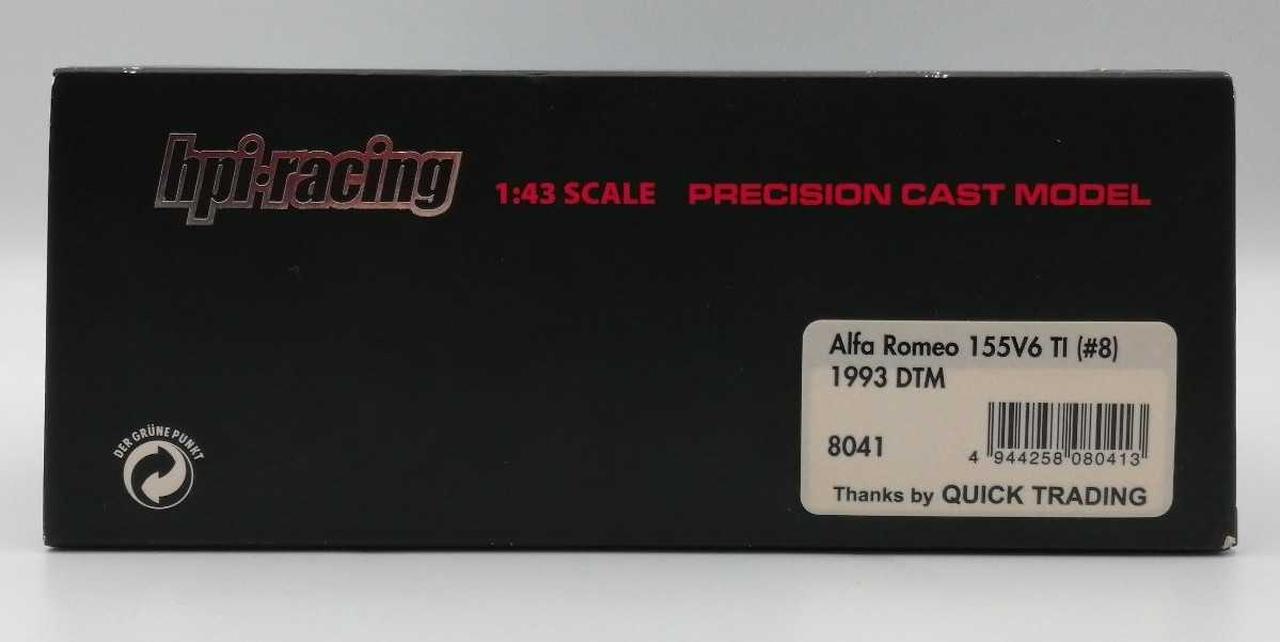 hpi·racing 1:43 SCALE PRECISION CAST MODEL
Alfa Romeo 155V6 TI (#8)
1993 DTM
8041
4 944258 080413
Thanks by QUICK TRADING
DER GRÜNE PUNKT